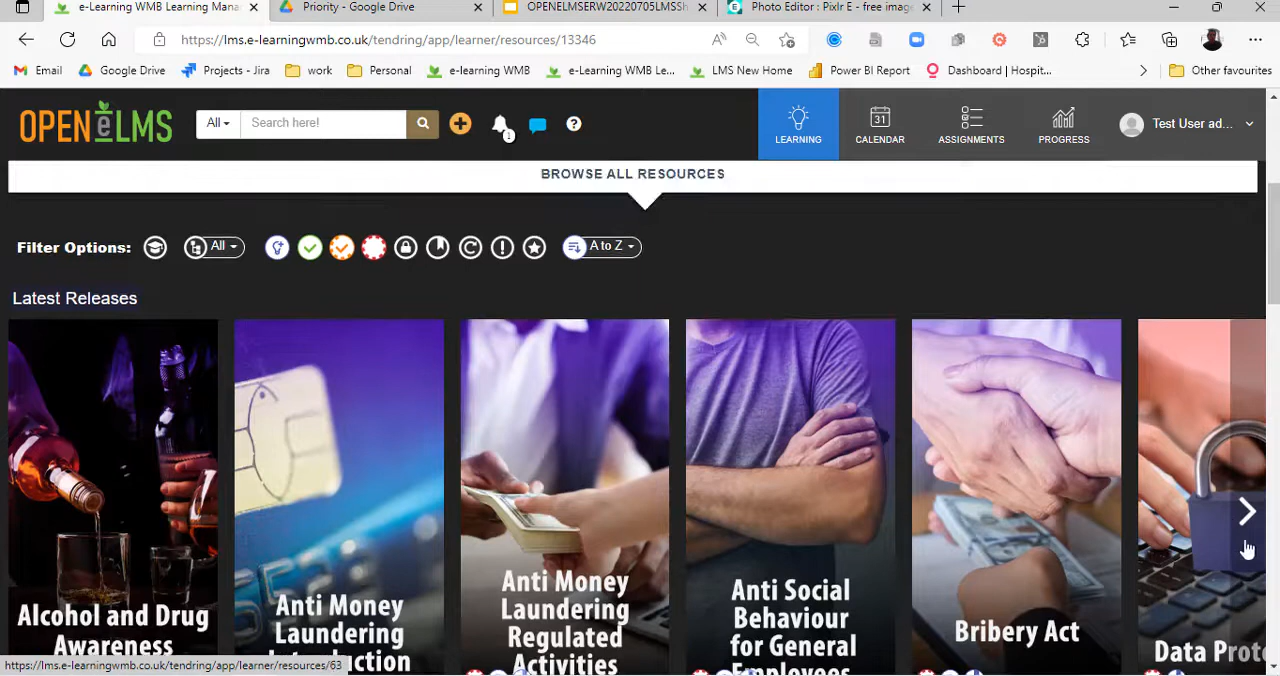 e-Learning WMB Learning Mana
Priority - Google Drive
OPENELMSERW20220705LMSSh
Photo Editor : Pixlr E - free imag
https://lms.e-learningwmb.co.uk/tendring/app/learner/resources/13346
Email
Google Drive
Projects - Jira
work
Personal
e-learning WMB
e-Learning WMB Le...
LMS New Home
Power BI Report
Dashboard | Hospit...
Other favourites
OPENeLMS
All
Search here!
1
?
LEARNING
31
CALENDAR
ASSIGNMENTS
PROGRESS
Test User ad...
BROWSE ALL RESOURCES
Filter Options:
All
A to Z
Latest Releases
Alcohol and Drug
Awareness
Anti Money
Laundering
Introduction
Anti Money
Laundering
Regulated
Activities
Anti Social
Behaviour
for General
Employees
Bribery Act
Data Prote
https://lms.e-learningwmb.co.uk/tendring/app/learner/resources/63